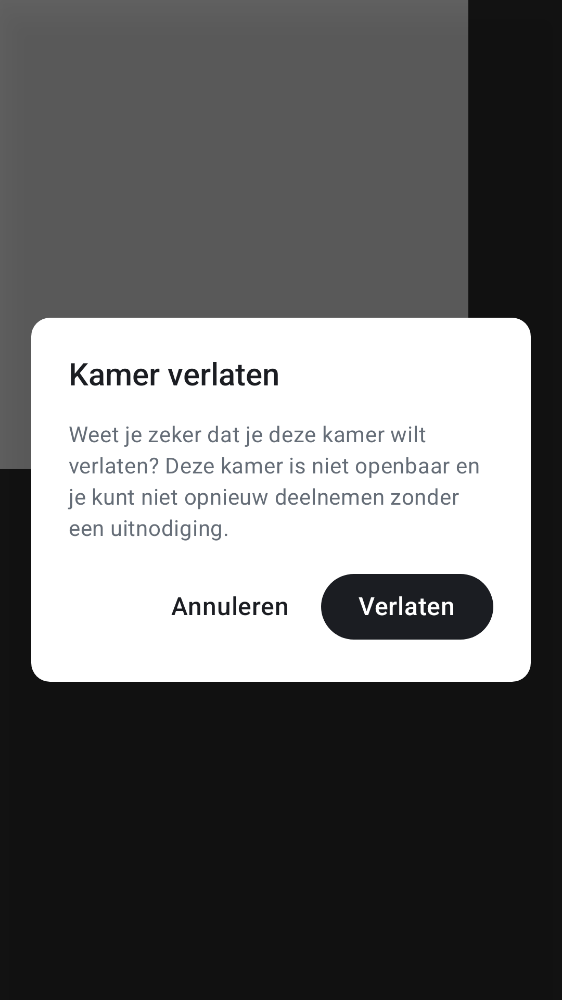 Kamer verlaten
Weet je zeker dat je deze kamer wilt
verlaten? Deze kamer is niet openbaar en
je kunt niet opnieuw deelnemen zonder
een uitnodiging.
Annuleren
Verlaten